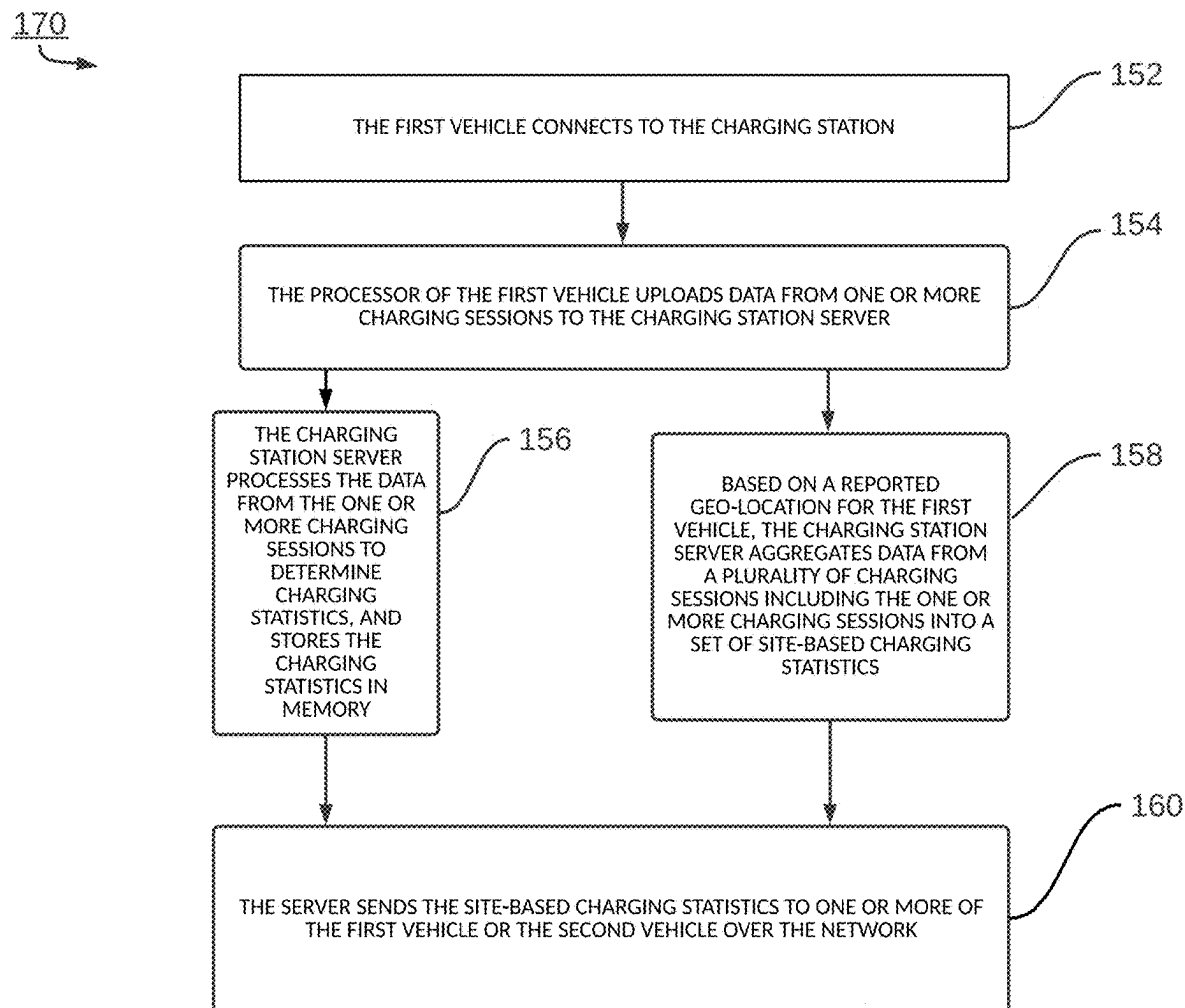 170
152
THE FIRST VEHICLE CONNECTS TO THE CHARGING STATION
154
THE PROCESSOR OF THE FIRST VEHICLE UPLOADS DATA FROM ONE OR MORE
CHARGING SESSIONS TO THE CHARGING STATION SERVER
156
THE CHARGING
STATION SERVER
PROCESSES THE DATA
FROM THE ONE OR
MORE CHARGING
SESSIONS TO
DETERMINE
CHARGING
STATISTICS, AND
STORES THE
CHARGING
STATISTICS IN
MEMORY
158
BASED ON A REPORTED
GEO-LOCATION FOR THE FIRST
VEHICLE, THE CHARGING STATION
SERVER AGGREGATES DATA FROM
A PLURALITY OF CHARGING
SESSIONS INCLUDING THE ONE OR
MORE CHARGING SESSIONS INTO A
SET OF SITE-BASED CHARGING
STATISTICS
160
THE SERVER SENDS THE SITE-BASED CHARGING STATISTICS TO ONE OR MORE OF
THE FIRST VEHICLE OR THE SECOND VEHICLE OVER THE NETWORK